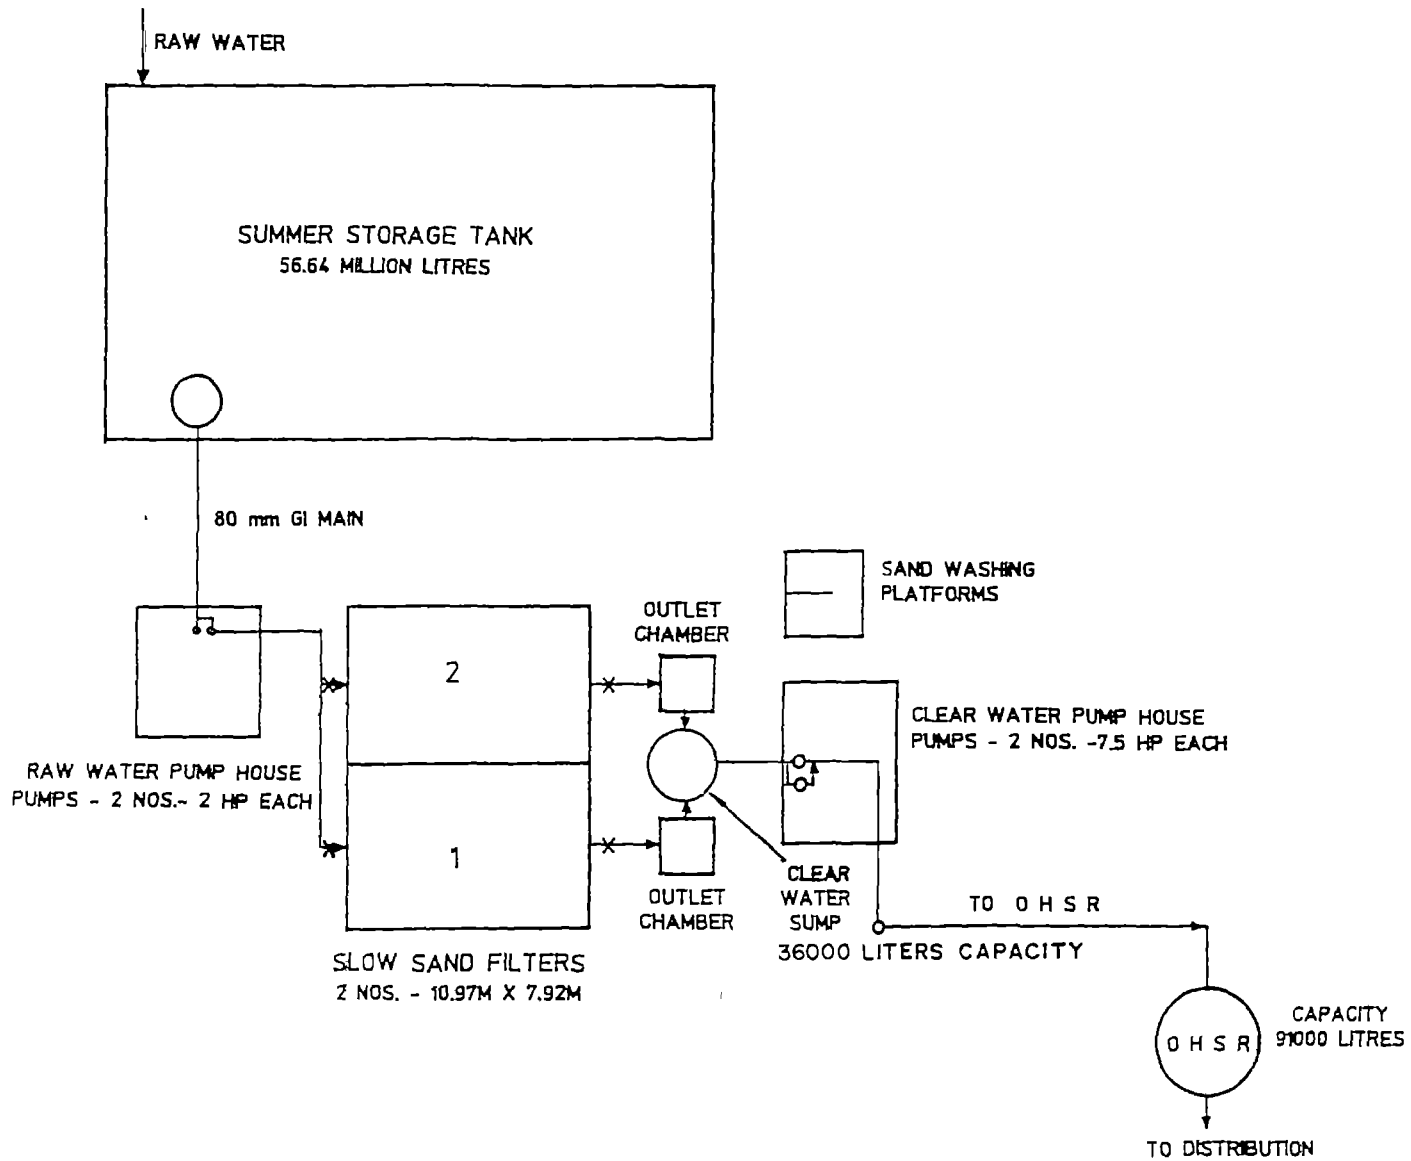 RAW WATER
SUMMER STORAGE TANK
56.64 MILLION LITRES
80 mm GI MAIN
SAND WASHING
PLATFORMS
OUTLET
CHAMBER
2
CLEAR WATER PUMP HOUSE
PUMPS - 2 NOS. -7.5 HP EACH
RAW WATER PUMP HOUSE
PUMPS - 2 NOS.- 2 HP EACH
1
CLEAR
WATER
SUMP
36000 LITERS CAPACITY
OUTLET
CHAMBER
TO O H S R
SLOW SAND FILTERS
2 NOS. - 10.97M X 7.92M
O H S R
CAPACITY
91000 LITRES
TO DISTRIBUTION